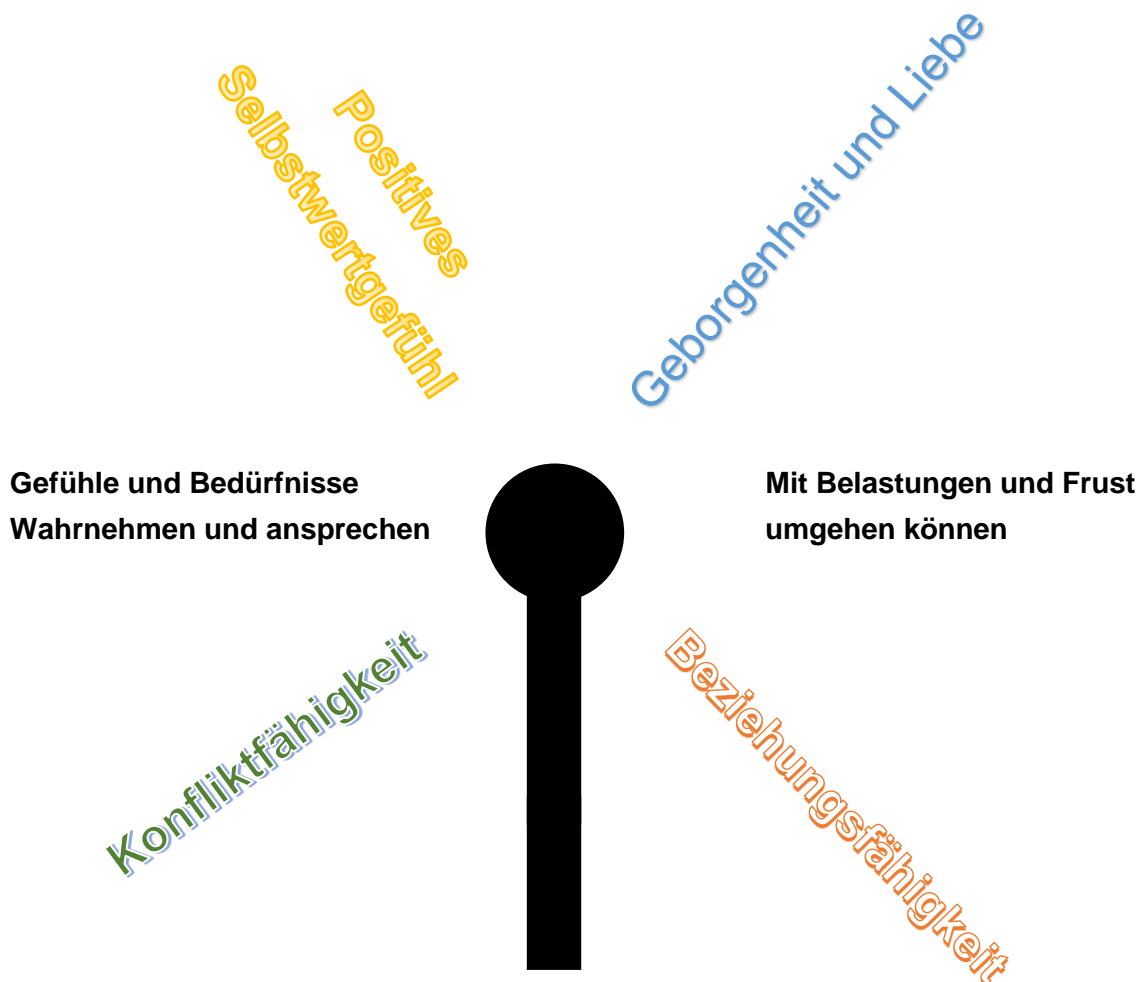 Positives
Selbstwertgefühl
Geborgenheit und Liebe
Gefühle und Bedürfnisse
Wahrnehmen und ansprechen
Mit Belastungen und Frust
umgehen können
Konfliktfähigkeit
Beziehungsfähigkeit